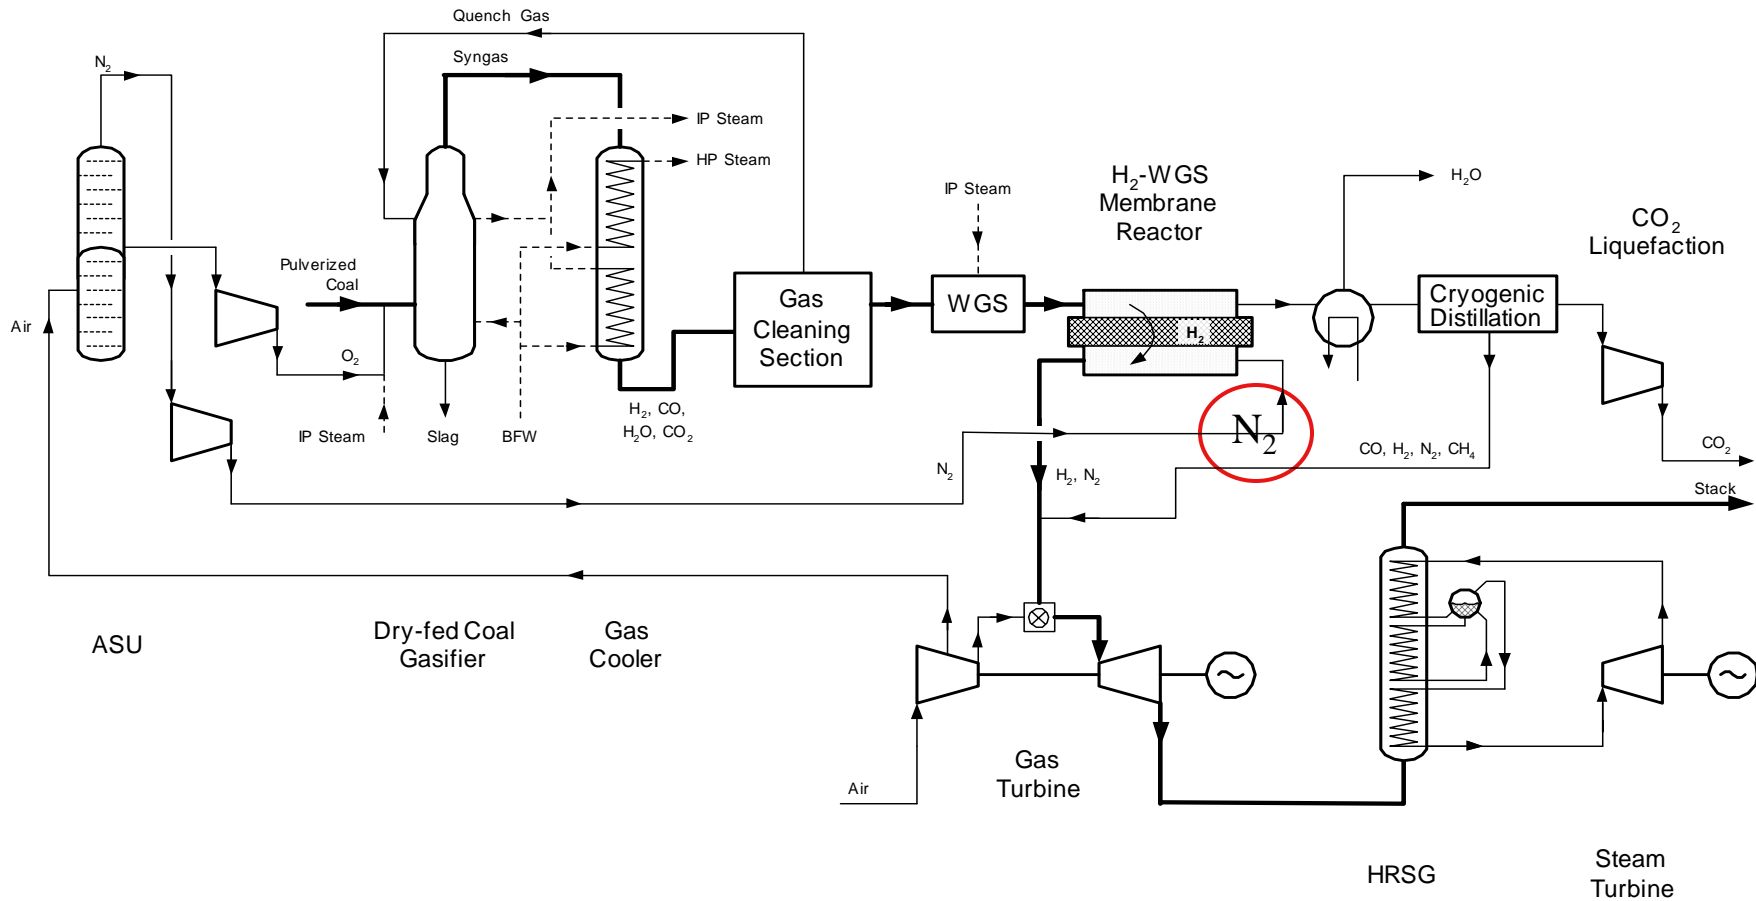 Quench Gas
Syngas
N₂
IP Steam
HP Steam
IP Steam
H₂-WGS
Membrane
Reactor
H₂O
CO₂
Liquefaction
Pulverized
Coal
Air
O₂
Gas
Cleaning
Section
WGS
H₂
Cryogenic
Distillation
IP Steam
Slag
BFW
H₂, CO,
H₂O, CO₂
N₂
N₂
H₂, N₂
CO, H₂, N₂, CH₄
CO₂
Stack
ASU
Dry-fed Coal
Gasifier
Gas
Cooler
Gas
Turbine
Air
HRSG
Steam
Turbine